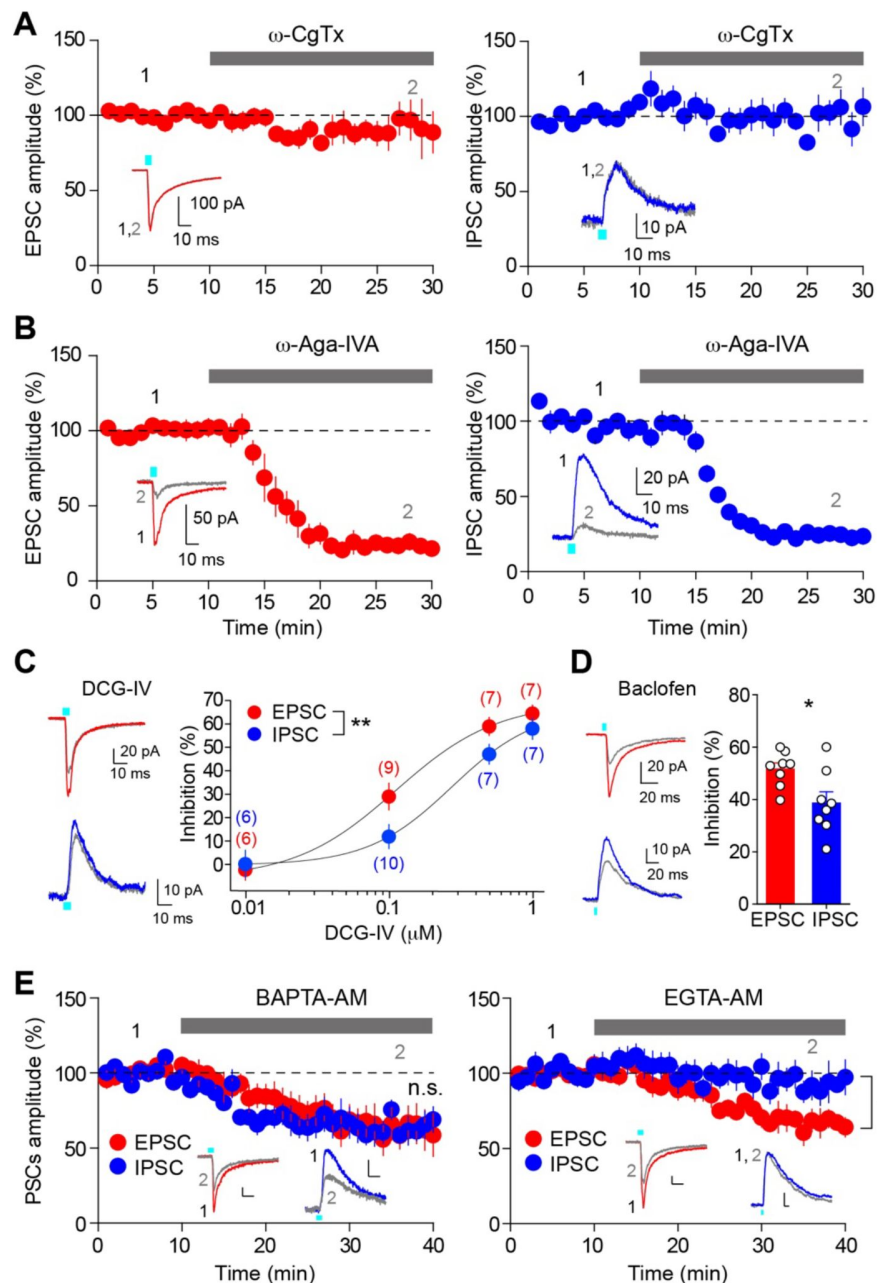 A
ω-CgTx
EPSC amplitude (%)
150
100
50
0
1
2
1,2
100 pA
10 ms
0 5 10 15 20 25 30
ω-CgTx
IPSC amplitude (%)
150
100
50
0
1
2
1,2
10 pA
10 ms
0 5 10 15 20 25 30
B
ω-Aga-IVA
EPSC amplitude (%)
150
100
50
0
1
2
2
1
50 pA
10 ms
0 5 10 15 20 25 30
Time (min)
ω-Aga-IVA
IPSC amplitude (%)
150
100
50
0
1
2
1
2
20 pA
10 ms
0 5 10 15 20 25 30
Time (min)
C
DCG-IV
20 pA
10 ms
10 pA
10 ms
Inhibition (%)
70
60
50
40
30
20
10
0
EPSC
IPSC
**
(6)
(6)
(9)
(10)
(7)
(7)
(7)
(7)
0.01 0.1 1
DCG-IV (μM)
D
Baclofen
20 pA
20 ms
10 pA
20 ms
Inhibition (%)
80
60
40
20
0
*
EPSC IPSC
E
BAPTA-AM
PSCs amplitude (%)
150
100
50
0
1
2
n.s.
EPSC
IPSC
2
1
1
2
0 10 20 30 40
Time (min)
EGTA-AM
150
100
50
0
1
2
EPSC
IPSC
2
1
1, 2
0 10 20 30 40
Time (min)